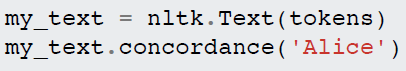 my_text = nltk.Text(tokens)
my_text.concordance('Alice')